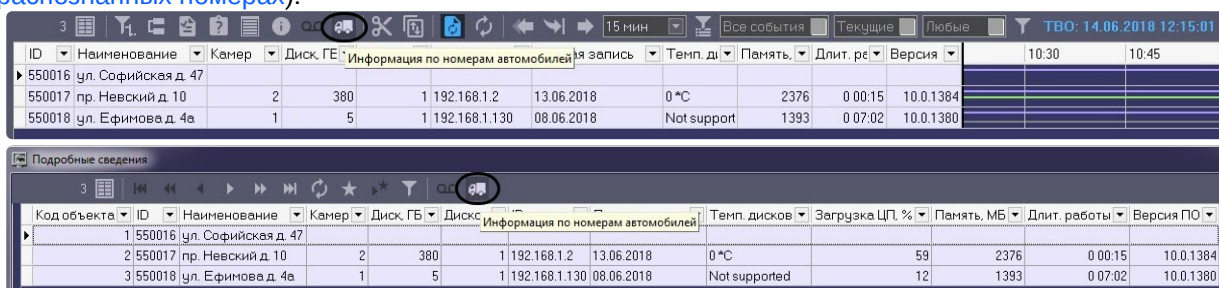 распознанных номерах).
3 15 мин Все события Текущие Любые ТВО: 14.06.2018 12:15:01
ID Наименование Камер Диск, ГБ я запись Темп. ди Память, Длит. ра Версия 10:30 10:45
Информация по номерам автомобилей
550016 ул. Софийская д. 47
550017 пр. Невский д. 10 2 380 1 192.168.1.2 13.06.2018 0 *C 2376 0 00:15 10.0.1384
550018 ул. Ефимова д. 4а 1 5 1 192.168.1.130 08.06.2018 Not support 1393 0 07:02 10.0.1380
Подробные сведения
3
Код объекта ID Наименование Камер Диск, ГБ Диско Темп. дисков Загрузка ЦП, % Память, МБ Длит. работы Версия ПО
Информация по номерам автомобилей
1 550016 ул. Софийская д. 47
2 550017 пр. Невский д. 10 2 380 1 192.168.1.2 13.06.2018 0 *C 59 2376 0 00:15 10.0.1384
3 550018 ул. Ефимова д. 4а 1 5 1 192.168.1.130 08.06.2018 Not supported 12 1393 0 07:02 10.0.1380